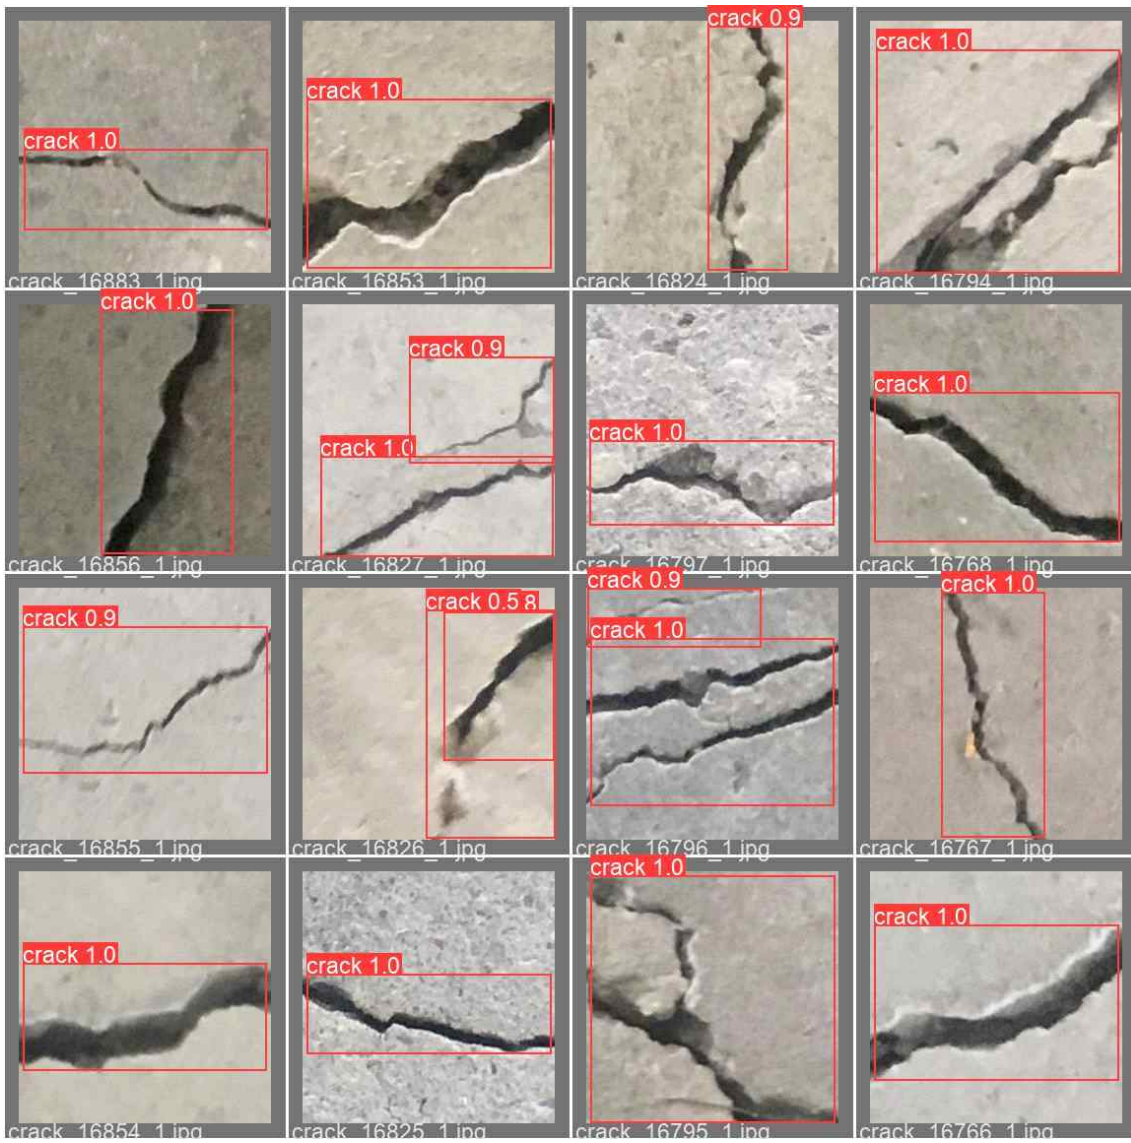 crack 1.0
crack_16883_1.jpg
crack 1.0
crack_16853_1.jpg
crack 0.9
crack_16824_1.jpg
crack 1.0
crack_16794_1.jpg
crack 1.0
crack_16856_1.jpg
crack 0.9
crack 1.0
crack_16827_1.jpg
crack 1.0
crack_16797_1.jpg
crack 1.0
crack_16768_1.jpg
crack 0.9
crack_16855_1.jpg
crack 0.5 8
crack_16826_1.jpg
crack 0.9
crack 1.0
crack_16796_1.jpg
crack 1.0
crack_16767_1.jpg
crack 1.0
crack_16854_1.jpg
crack 1.0
crack_16825_1.jpg
crack 1.0
crack_16795_1.jpg
crack 1.0
crack_16766_1.jpg